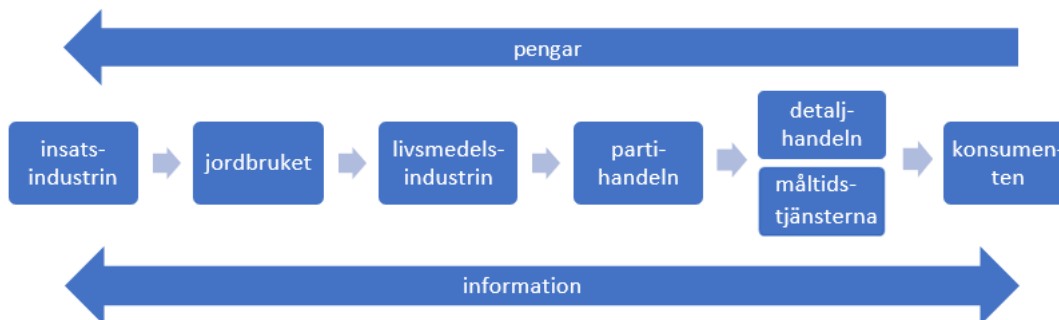 pengar
insats-
industrin
jordbruket
livsmedels-
industrin
parti-
handeln
detalj-
handeln
måltids-
tjänsterna
konsumen-
ten
information